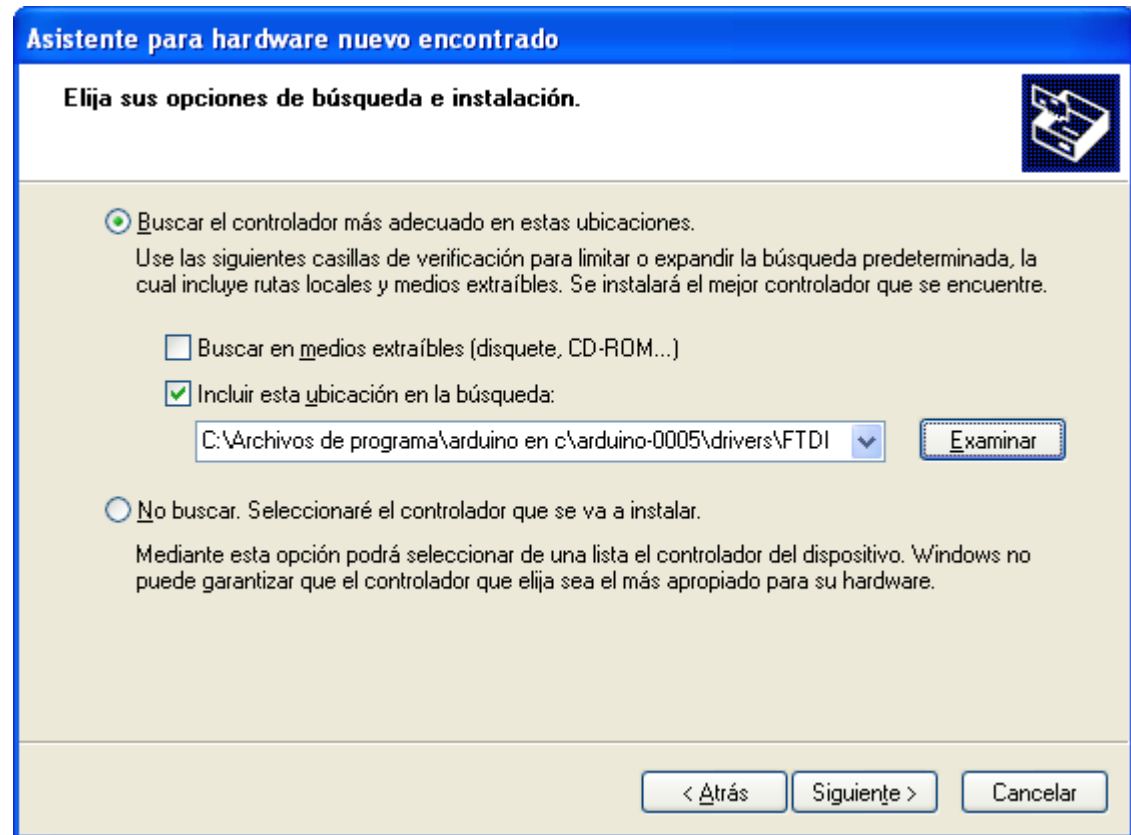 Asistente para hardware nuevo encontrado
Elija sus opciones de búsqueda e instalación.
Buscar el controlador más adecuado en estas ubicaciones.
Use las siguientes casillas de verificación para limitar o expandir la búsqueda predeterminada, la
cual incluye rutas locales y medios extraíbles. Se instalará el mejor controlador que se encuentre.
Buscar en medios extraíbles (disquete, CD-ROM...)
Incluir esta ubicación en la búsqueda:
C:\Archivos de programa\arduino en c\arduino-0005\drivers\FTDI
Examinar
No buscar. Seleccionaré el controlador que se va a instalar.
Mediante esta opción podrá seleccionar de una lista el controlador del dispositivo. Windows no
puede garantizar que el controlador que elija sea el más apropiado para su hardware.
< Atrás
Siguiente >
Cancelar